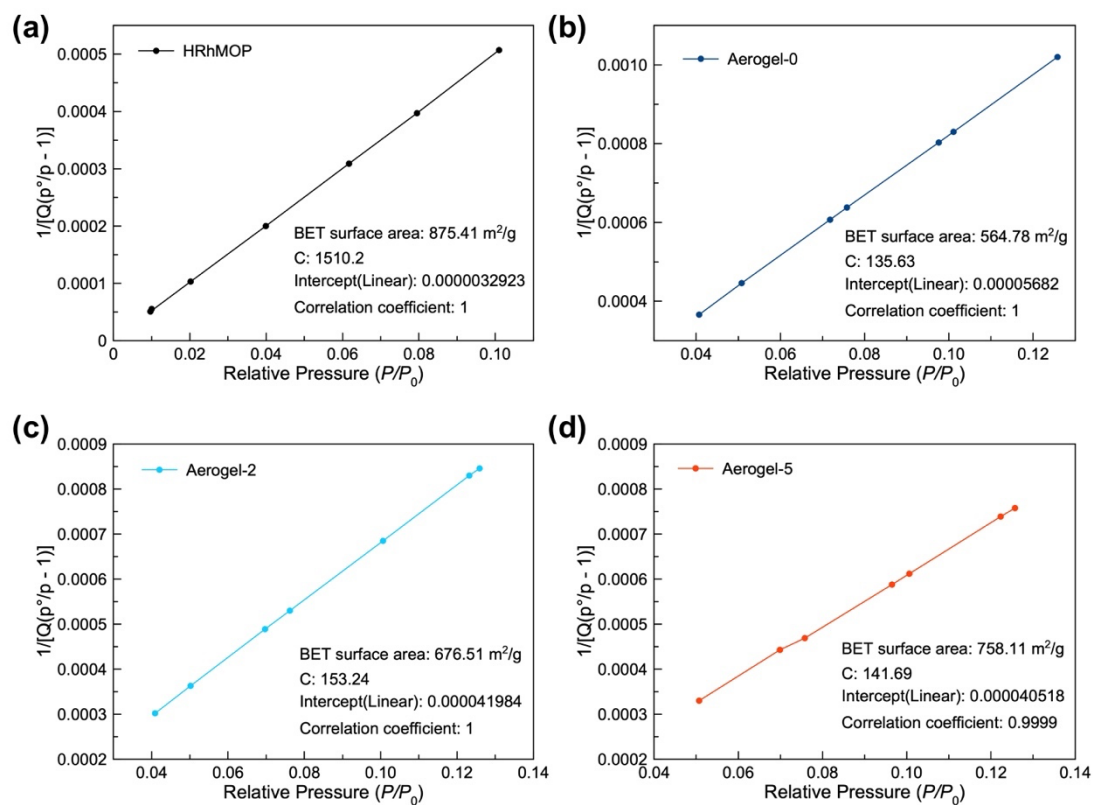 (a)
HRhMOP
1/[Q(p°/p - 1)]
0.0005
0.0004
0.0003
0.0002
0.0001
0
BET surface area: 875.41 m²/g
C: 1510.2
Intercept(Linear): 0.0000032923
Correlation coefficient: 1
0 0.02 0.04 0.06 0.08 0.10
Relative Pressure (P/P₀)
(b)
Aerogel-0
1/[Q(p°/p - 1)]
0.0010
0.0008
0.0006
0.0004
BET surface area: 564.78 m²/g
C: 135.63
Intercept(Linear): 0.00005682
Correlation coefficient: 1
0.04 0.06 0.08 0.10 0.12
Relative Pressure (P/P₀)
(c)
Aerogel-2
1/[Q(p°/p - 1)]
0.0009
0.0008
0.0007
0.0006
0.0005
0.0004
0.0003
0.0002
BET surface area: 676.51 m²/g
C: 153.24
Intercept(Linear): 0.000041984
Correlation coefficient: 1
0.04 0.06 0.08 0.10 0.12 0.14
Relative Pressure (P/P₀)
(d)
Aerogel-5
1/[Q(p°/p - 1)]
0.0009
0.0008
0.0007
0.0006
0.0005
0.0004
0.0003
0.0002
BET surface area: 758.11 m²/g
C: 141.69
Intercept(Linear): 0.000040518
Correlation coefficient: 0.9999
0.04 0.06 0.08 0.10 0.12 0.14
Relative Pressure (P/P₀)